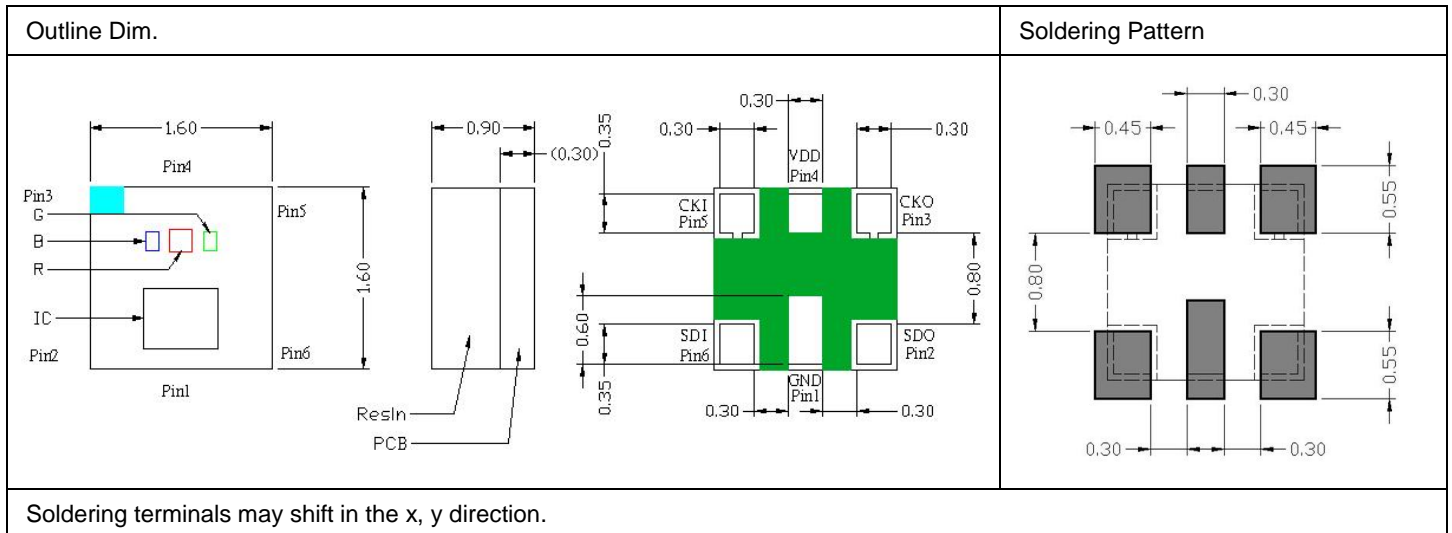 Outline Dim.
Soldering Pattern
1.60
Pin4
Pin3
G
B
R
IC
Pin2
Pin5
1.60
Pin6
Pin1
0.90
(0.30)
ResIn
PCB
0.30
0.30
0.35
0.30
VDD
Pin4
CKI
Pin5
CKO
Pin3
0.80
0.60
SDI
Pin6
SDO
Pin2
0.35
GND
Pin1
0.30
0.30
0.30
0.45
0.45
0.55
0.80
0.55
0.30
0.30
Soldering terminals may shift in the x, y direction.